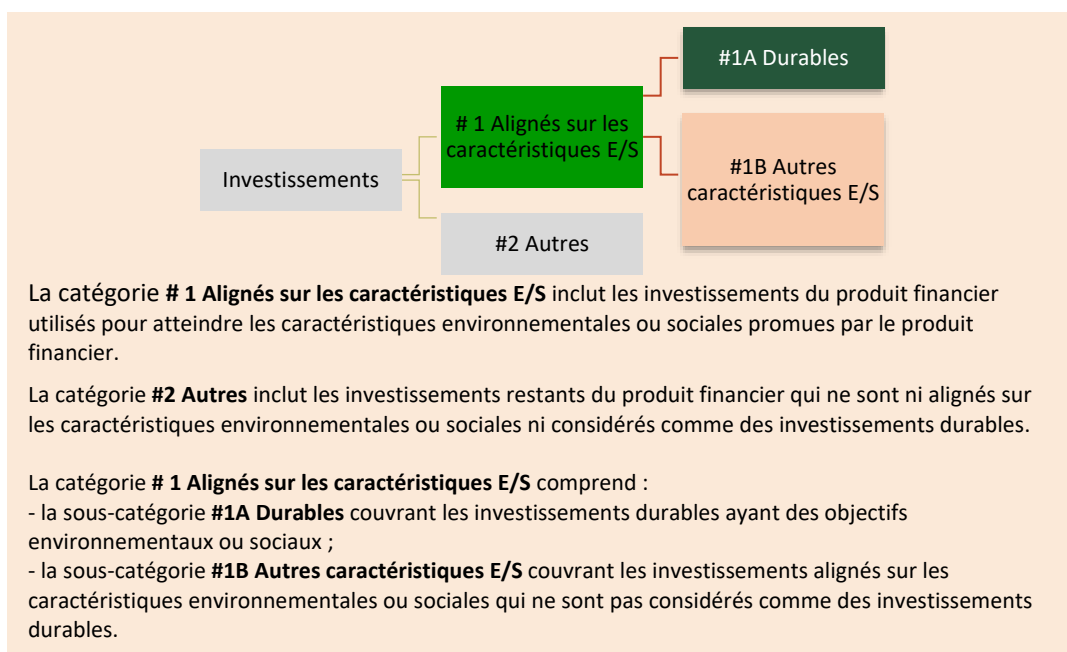 #1A Durables
# 1 Alignés sur les
caractéristiques E/S
#1B Autres
caractéristiques E/S
Investissements
#2 Autres
La catégorie # 1 Alignés sur les caractéristiques E/S inclut les investissements du produit financier
utilisés pour atteindre les caractéristiques environnementales ou sociales promues par le produit
financier.
La catégorie #2 Autres inclut les investissements restants du produit financier qui ne sont ni alignés sur
les caractéristiques environnementales ou sociales ni considérés comme des investissements durables.
La catégorie # 1 Alignés sur les caractéristiques E/S comprend :
- la sous-catégorie #1A Durables couvrant les investissements durables ayant des objectifs
environnementaux ou sociaux ;
- la sous-catégorie #1B Autres caractéristiques E/S couvrant les investissements alignés sur les
caractéristiques environnementales ou sociales qui ne sont pas considérés comme des investissements
durables.